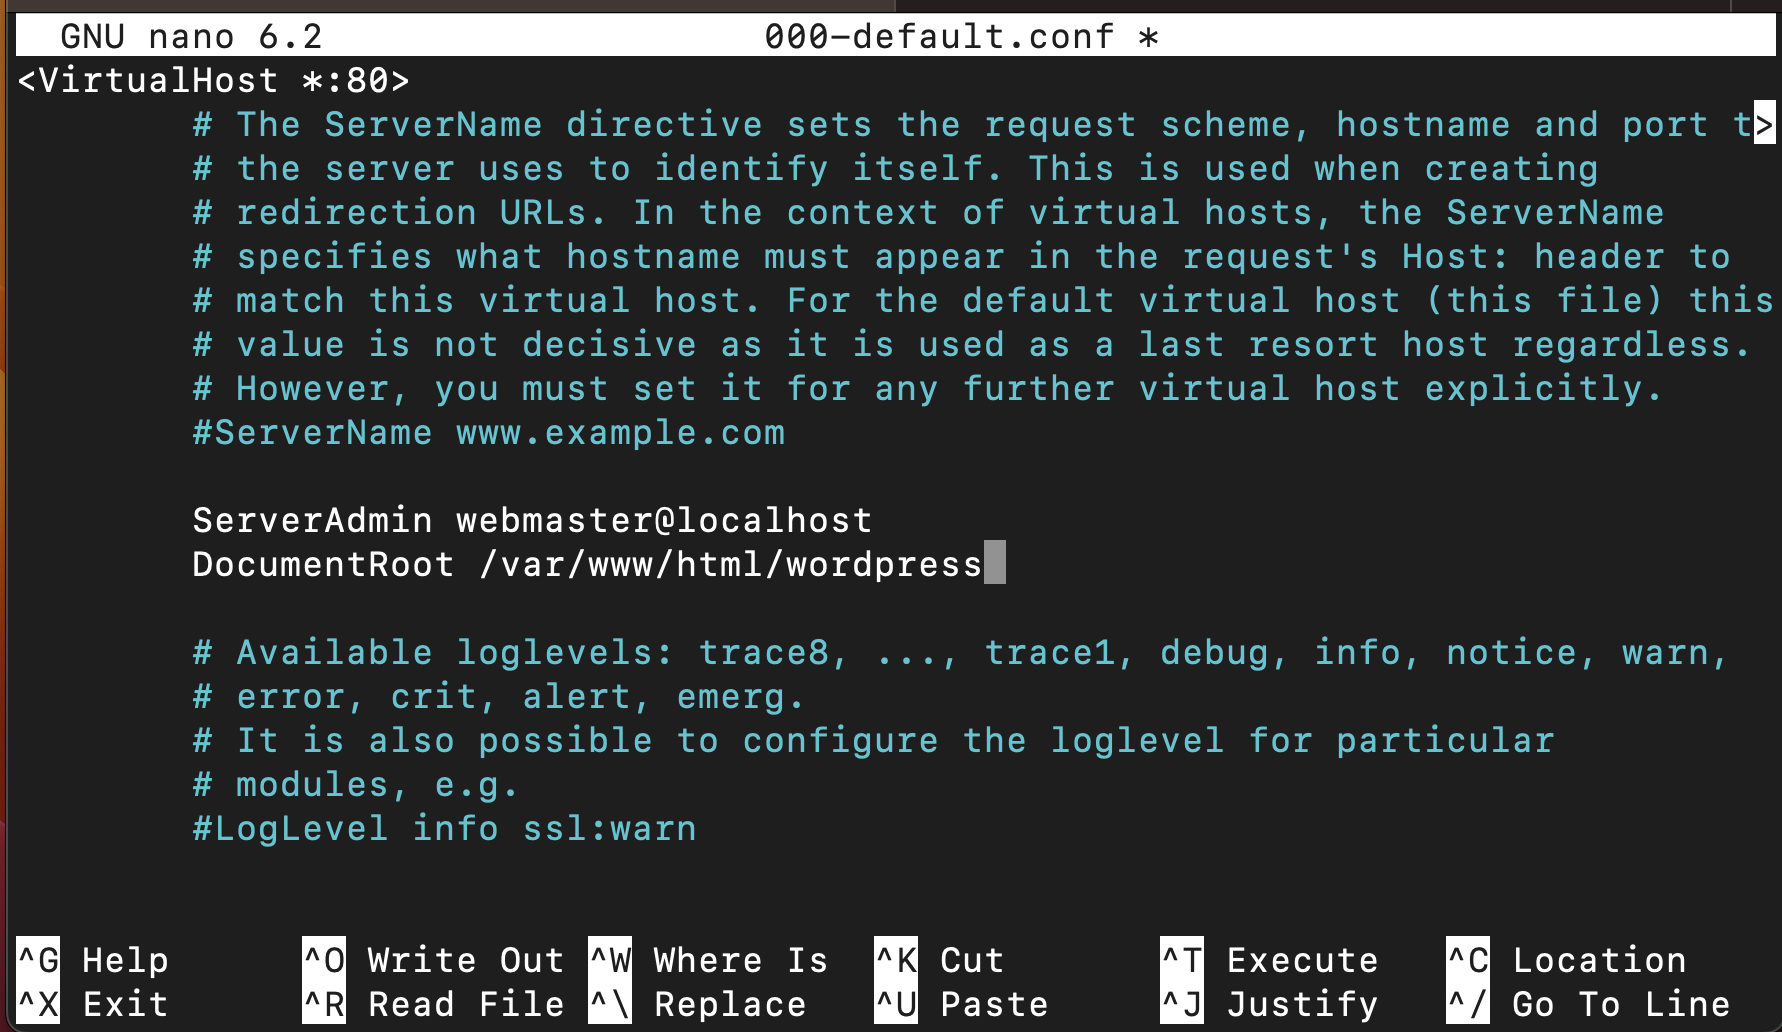 GNU nano 6.2 000-default.conf *
<VirtualHost *:80>
# The ServerName directive sets the request scheme, hostname and port t>
# the server uses to identify itself. This is used when creating
# redirection URLs. In the context of virtual hosts, the ServerName
# specifies what hostname must appear in the request's Host: header to
# match this virtual host. For the default virtual host (this file) this
# value is not decisive as it is used as a last resort host regardless.
# However, you must set it for any further virtual host explicitly.
#ServerName www.example.com
ServerAdmin webmaster@localhost
DocumentRoot /var/www/html/wordpress
# Available loglevels: trace8, ..., trace1, debug, info, notice, warn,
# error, crit, alert, emerg.
# It is also possible to configure the loglevel for particular
# modules, e.g.
#LogLevel info ssl:warn
^G Help ^O Write Out ^W Where Is ^K Cut ^T Execute ^C Location
^X Exit ^R Read File ^\ Replace ^U Paste ^J Justify ^/ Go To Line